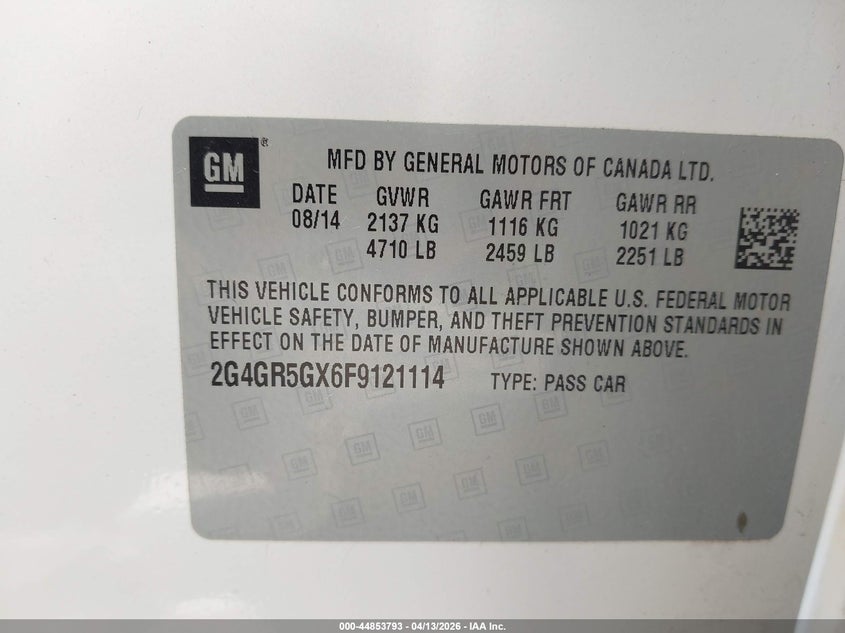 GM ®
MFD BY GENERAL MOTORS OF CANADA LTD.
DATE GVWR GAWR FRT GAWR RR
08/14 2137 KG 1116 KG 1021 KG
4710 LB 2459 LB 2251 LB
THIS VEHICLE CONFORMS TO ALL APPLICABLE U.S. FEDERAL MOTOR
VEHICLE SAFETY, BUMPER, AND THEFT PREVENTION STANDARDS IN
EFFECT ON THE DATE OF MANUFACTURE SHOWN ABOVE.
2G4GR5GX6F9121114 TYPE: PASS CAR
000-44853793 - 04/13/2026 - IAA Inc.